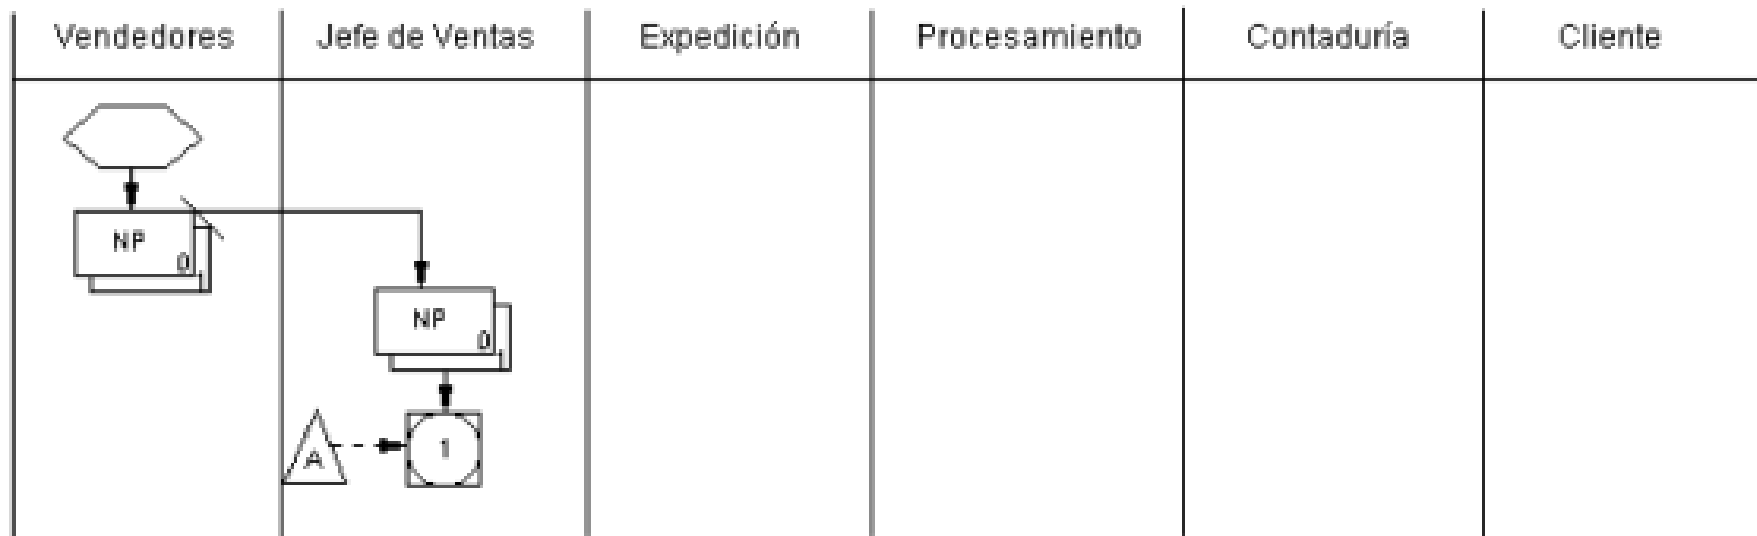 Vendedores Jefe de Ventas Expedición Procesamiento Contaduría Cliente
NP
0
NP
0
A
1